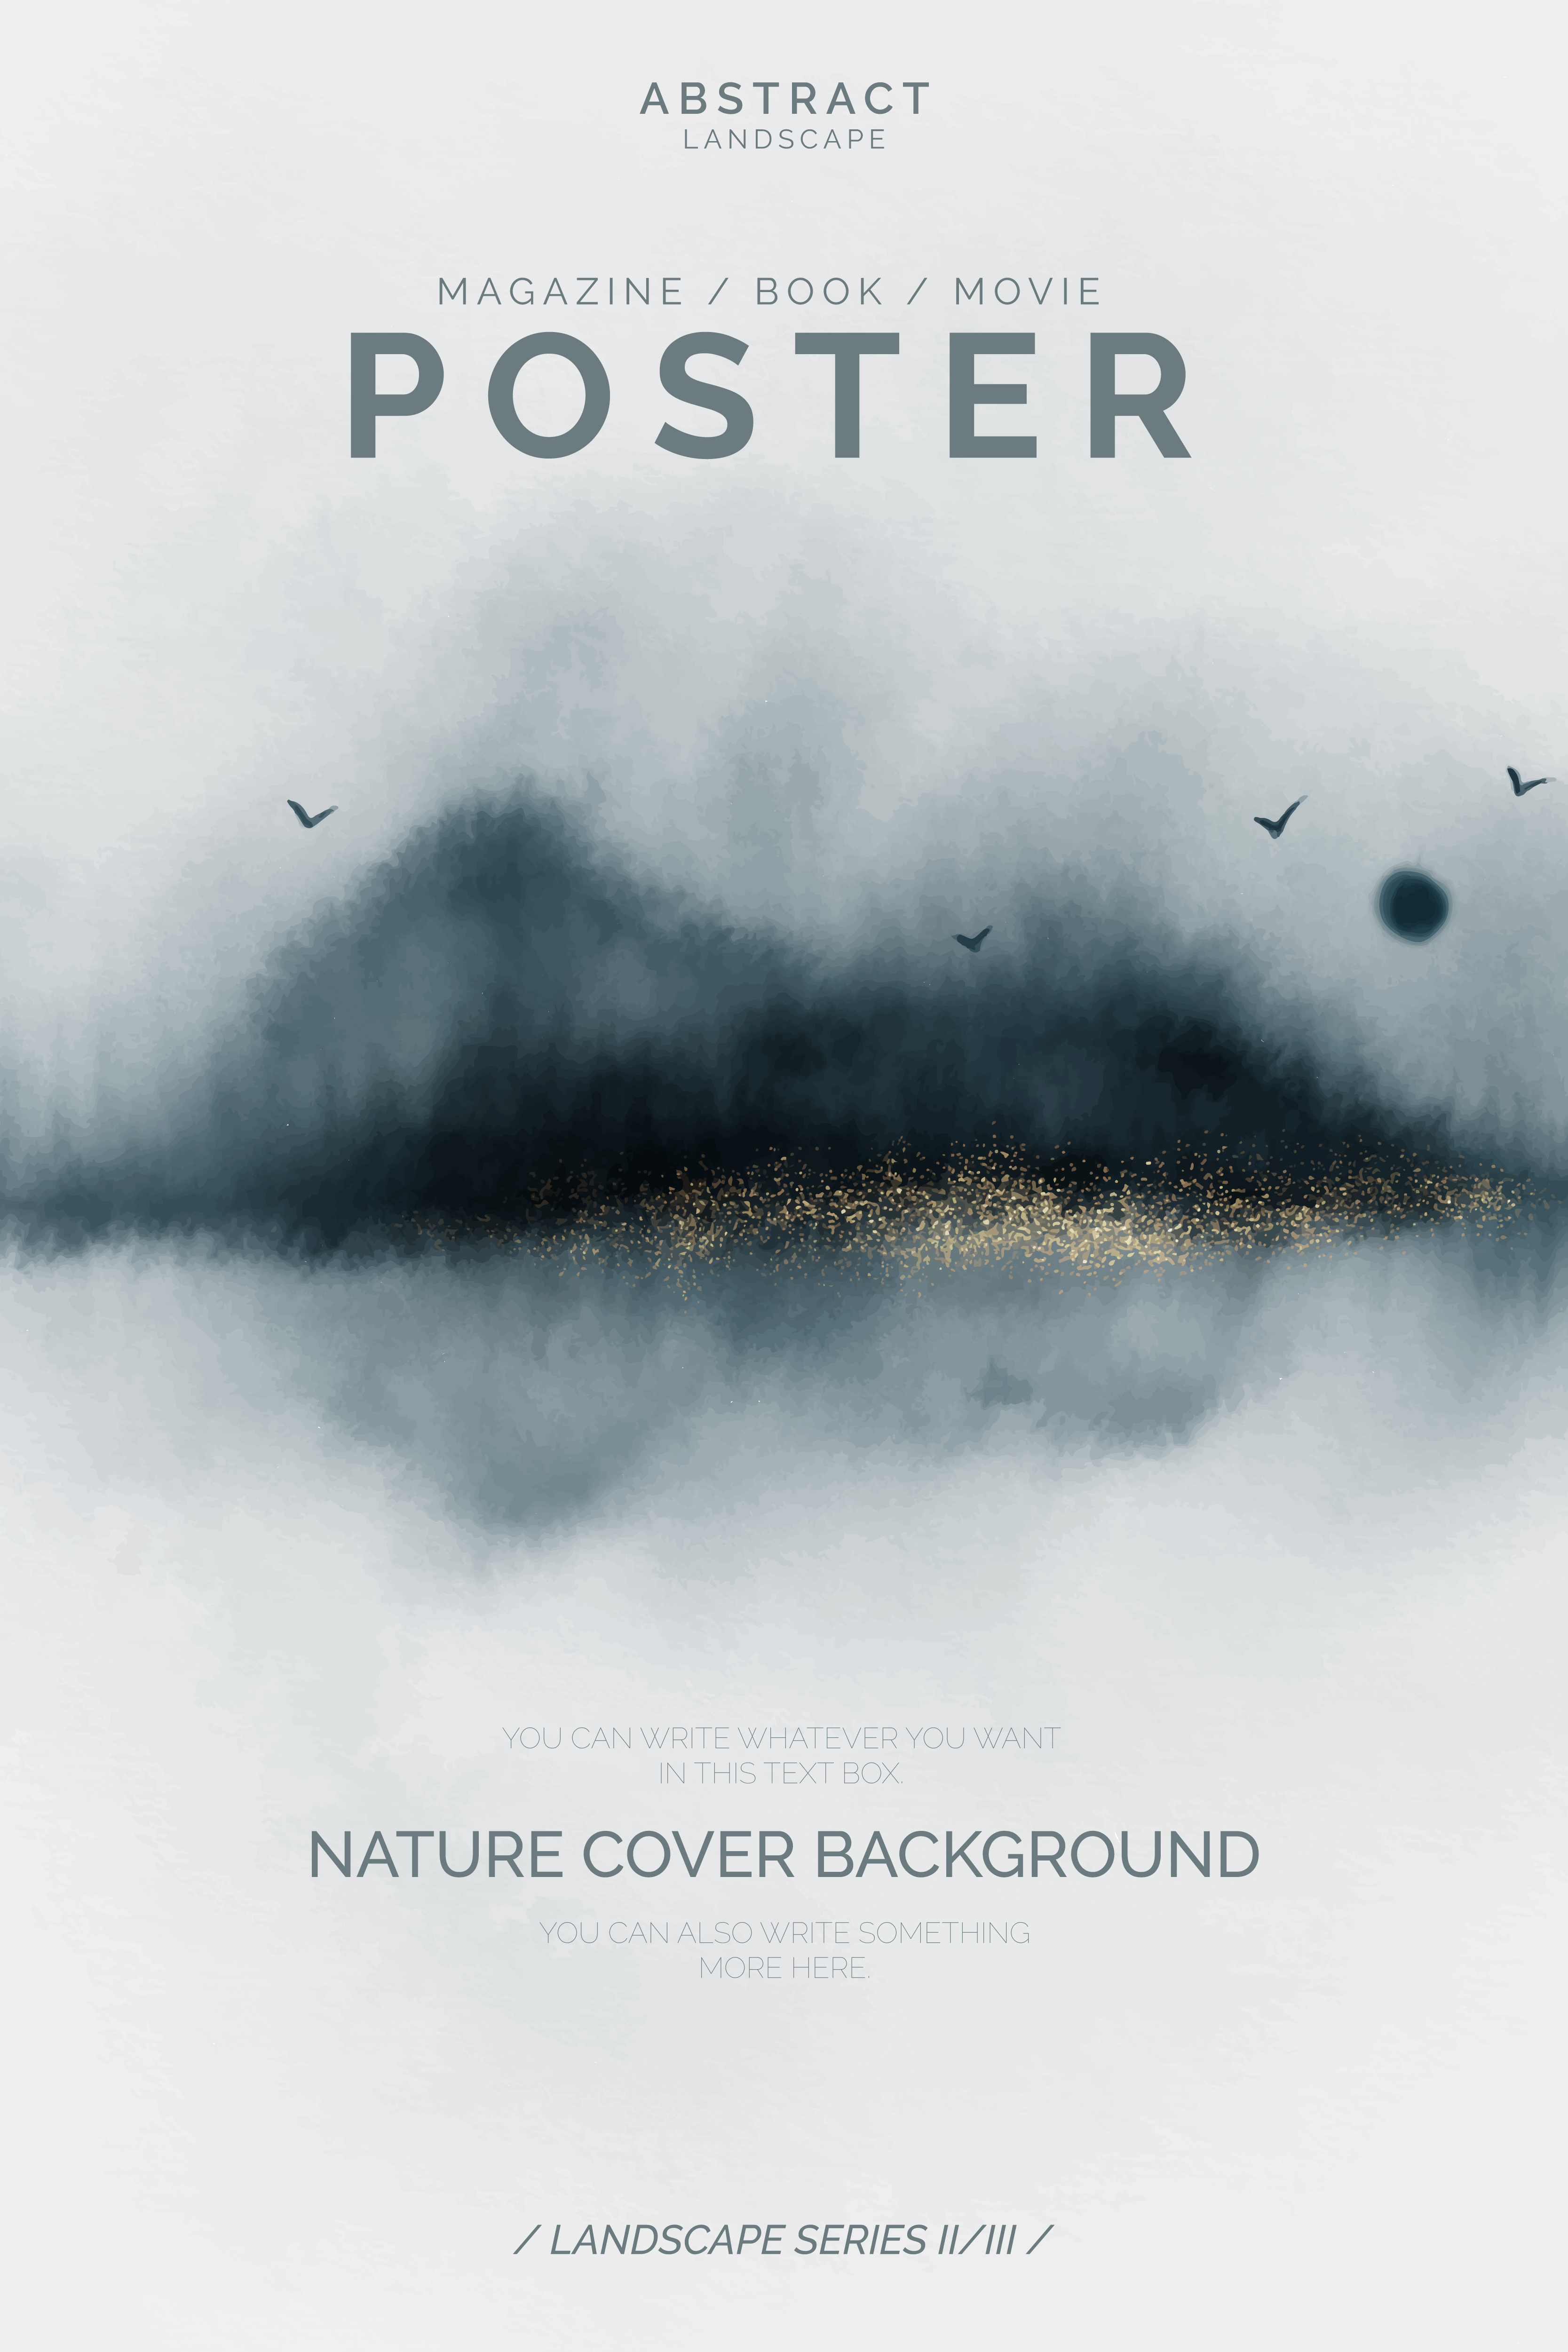 ABSTRACT
LANDSCAPE
MAGAZINE / BOOK / MOVIE
POSTER
YOU CAN WRITE WHATEVER YOU WANT
IN THIS TEXT BOX.
NATURE COVER BACKGROUND
YOU CAN ALSO WRITE SOMETHING
MORE HERE.
/ LANDSCAPE SERIES II/III /